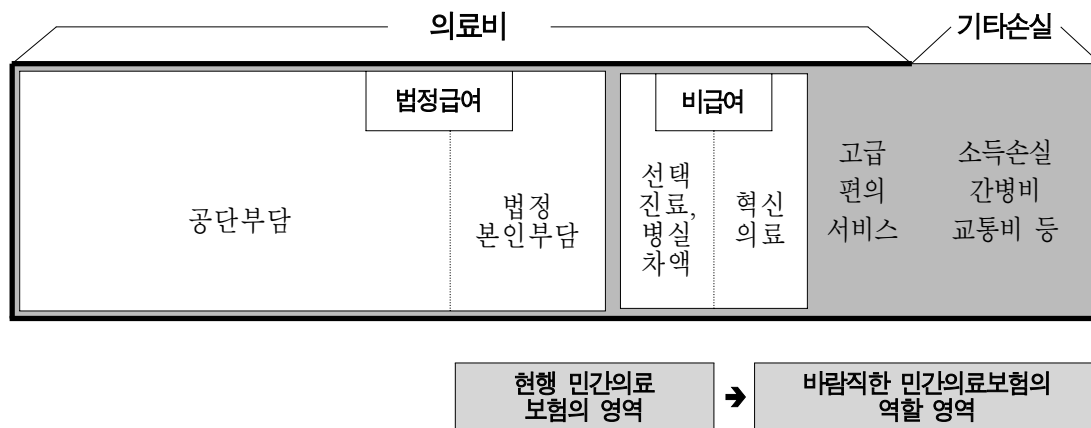 의료비
기타손실
법정급여
비급여
공단부담
법정
본인부담
선택
진료,
병실
차액
혁신
의료
고급
편의
서비스
소득손실
간병비
교통비 등
현행 민간의료
보험의 영역
바람직한 민간의료보험의
역할 영역